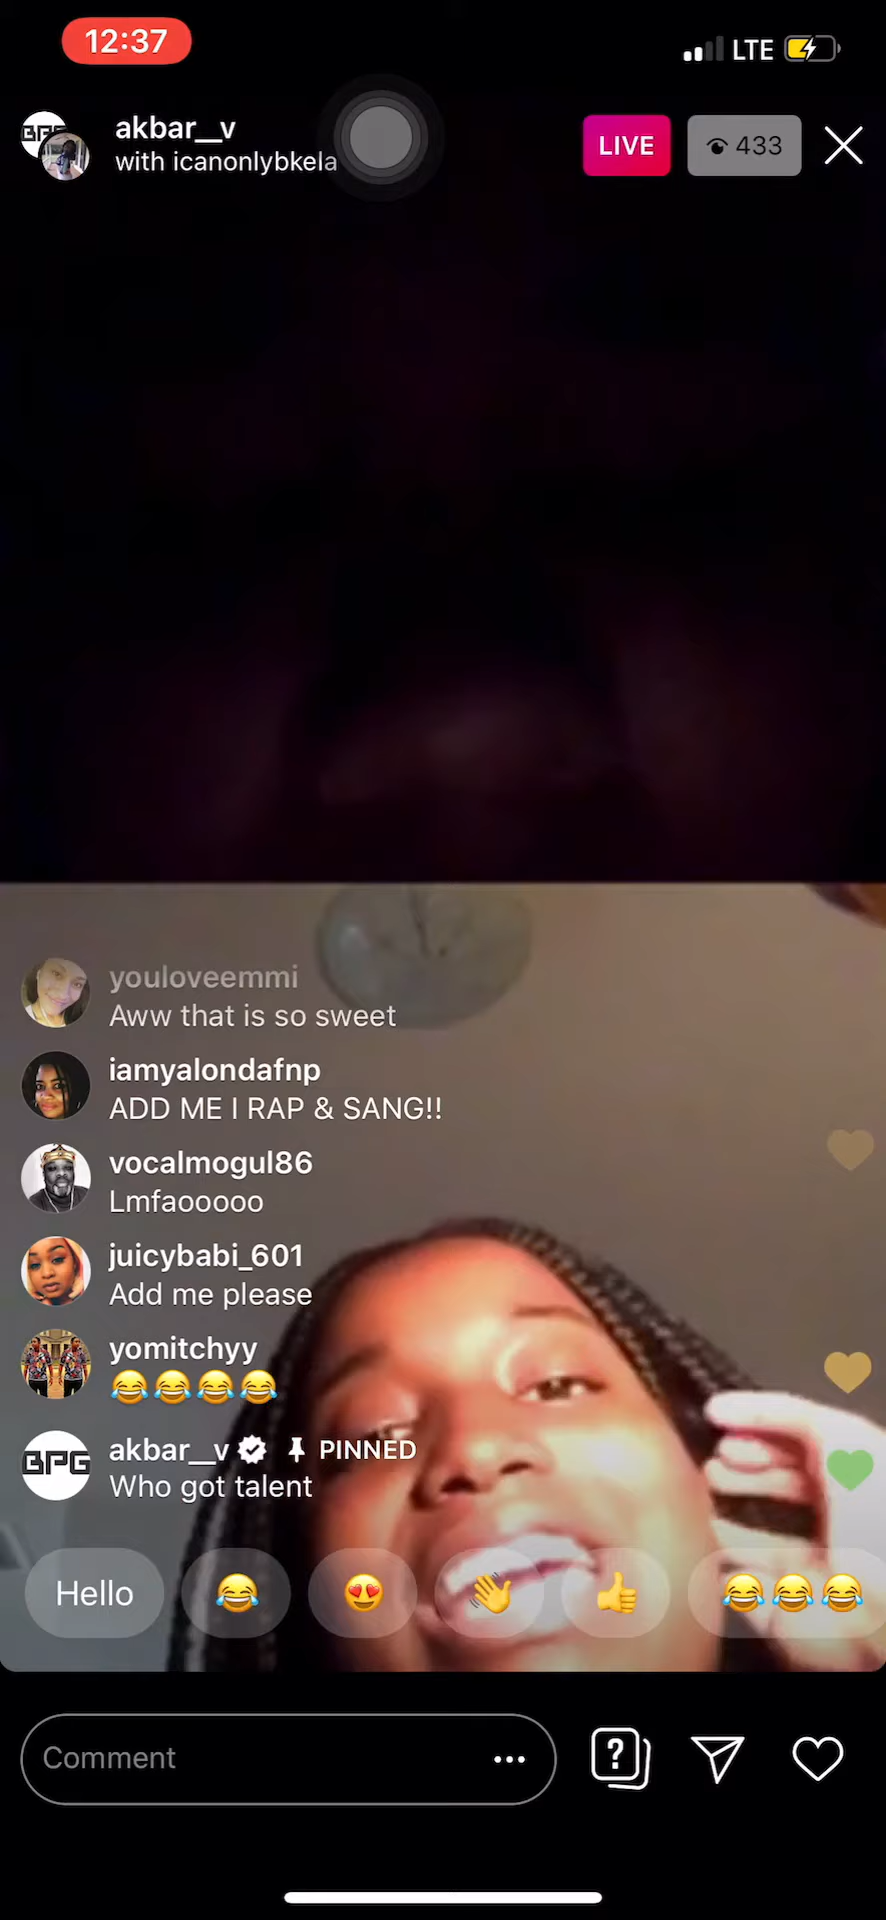 12:37
LTE
akbar__v
with icanonlybkela
LIVE
433
youloveemmi
Aww that is so sweet
iamyalondafnp
ADD ME I RAP & SANG!!
vocalmogul86
Lmfaooooo
juicybabi_601
Add me please
yomitchyy
😂😂😂😂
BPG
akbar__v PINNED
Who got talent
Hello 😂 😍 👋 👍 😂😂😂
Comment ...